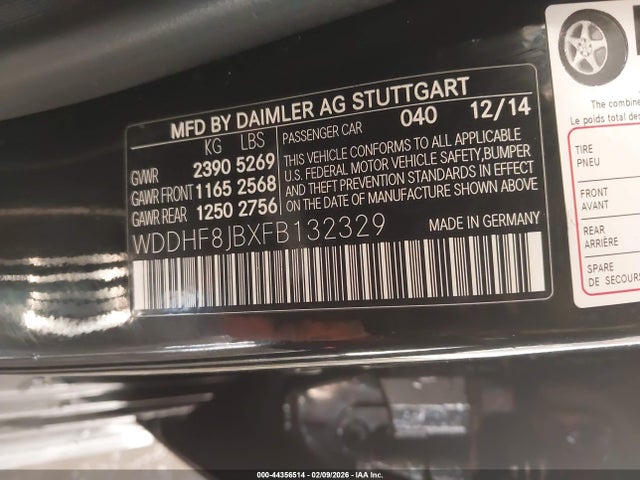 MFD BY DAIMLER AG STUTTGART
KG LBS
GVWR 2390 5269
GAWR FRONT 1165 2568
GAWR REAR 1250 2756
PASSENGER CAR 040 12/14
THIS VEHICLE CONFORMS TO ALL APPLICABLE
U.S. FEDERAL MOTOR VEHICLE SAFETY, BUMPER
AND THEFT PREVENTION STANDARDS IN EFFECT
ON THE DATE OF MANUFACTURE SHOWN ABOVE
MADE IN GERMANY
WDDHF8JBXFB132329
The combine
Le poids total de
TIRE
PNEU
FRONT
AVANT
REAR
ARRIÈRE
SPARE
DE SECOURS
000-44356514 - 02/09/2026 - IAA Inc.